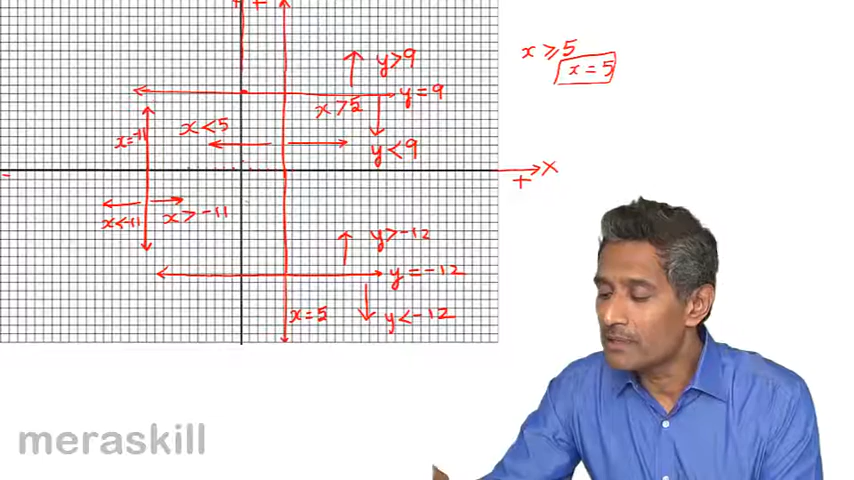 + +
y>9
x ≥ 5
x = 5
y = 9
x > 5
x < 5
x=-11
y < 9
X
+
x<-11
x > -11
y > -12
y = -12
x = 5
y < -12
meraskill